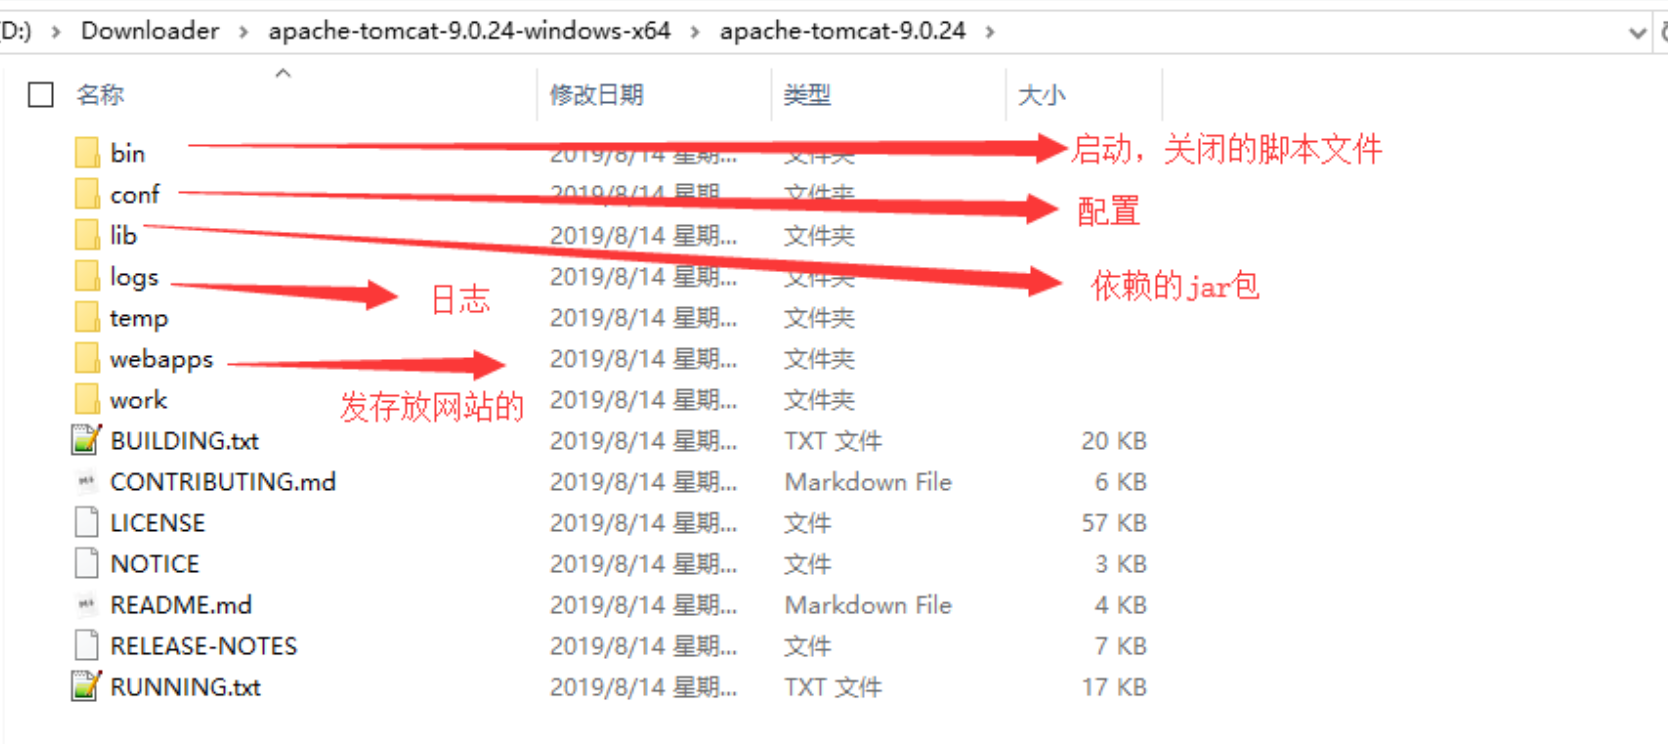 D:) > Downloader > apache-tomcat-9.0.24-windows-x64 > apache-tomcat-9.0.24 >
名称 修改日期 类型 大小
bin 2019/8/14 星期... 文件夹 启动，关闭的脚本文件
conf 2019/8/14 星期... 文件夹 配置
lib 2019/8/14 星期... 文件夹
logs 2019/8/14 星期... 文件夹 依赖的jar包
日志
temp 2019/8/14 星期... 文件夹
webapps 2019/8/14 星期... 文件夹
work 2019/8/14 星期... 文件夹
发存放网站的
BUILDING.txt 2019/8/14 星期... TXT 文件 20 KB
CONTRIBUTING.md 2019/8/14 星期... Markdown File 6 KB
LICENSE 2019/8/14 星期... 文件 57 KB
NOTICE 2019/8/14 星期... 文件 3 KB
README.md 2019/8/14 星期... Markdown File 4 KB
RELEASE-NOTES 2019/8/14 星期... 文件 7 KB
RUNNING.txt 2019/8/14 星期... TXT 文件 17 KB